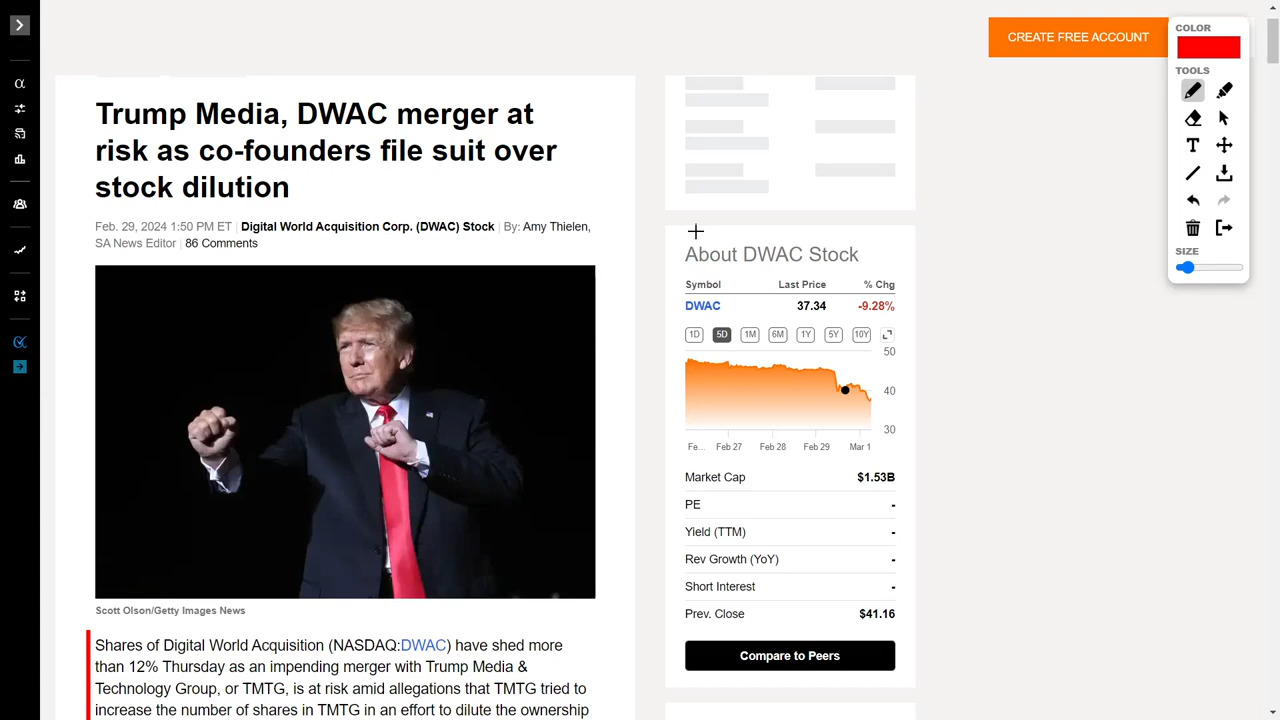 CREATE FREE ACCOUNT
COLOR
TOOLS
SIZE
Trump Media, DWAC merger at
risk as co-founders file suit over
stock dilution
Feb. 29, 2024 1:50 PM ET | Digital World Acquisition Corp. (DWAC) Stock | By: Amy Thielen,
SA News Editor | 86 Comments
Scott Olson/Getty Images News
Shares of Digital World Acquisition (NASDAQ:DWAC) have shed more
than 12% Thursday as an impending merger with Trump Media &
Technology Group, or TMTG, is at risk amid allegations that TMTG tried to
increase the number of shares in TMTG in an effort to dilute the ownership
About DWAC Stock
Symbol Last Price % Chg
DWAC 37.34 -9.28%
1D 5D 1M 6M 1Y 5Y 10Y
50
40
30
Fe... Feb 27 Feb 28 Feb 29 Mar 1
Market Cap $1.53B
PE -
Yield (TTM) -
Rev Growth (YoY) -
Short Interest -
Prev. Close $41.16
Compare to Peers